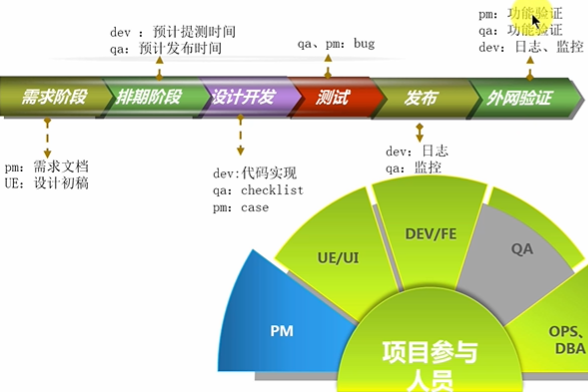 dev ：预计提测时间
qa：预计发布时间
qa、pm：bug
pm：功能验证
qa：功能验证
dev：日志、监控
需求阶段
排期阶段
设计开发
测试
发布
外网验证
pm：需求文档
UE：设计初稿
dev:代码实现
qa：checklist
pm：case
dev：日志
qa：监控
PM
UE/UI
DEV/FE
QA
OPS、
DBA
项目参与
人员